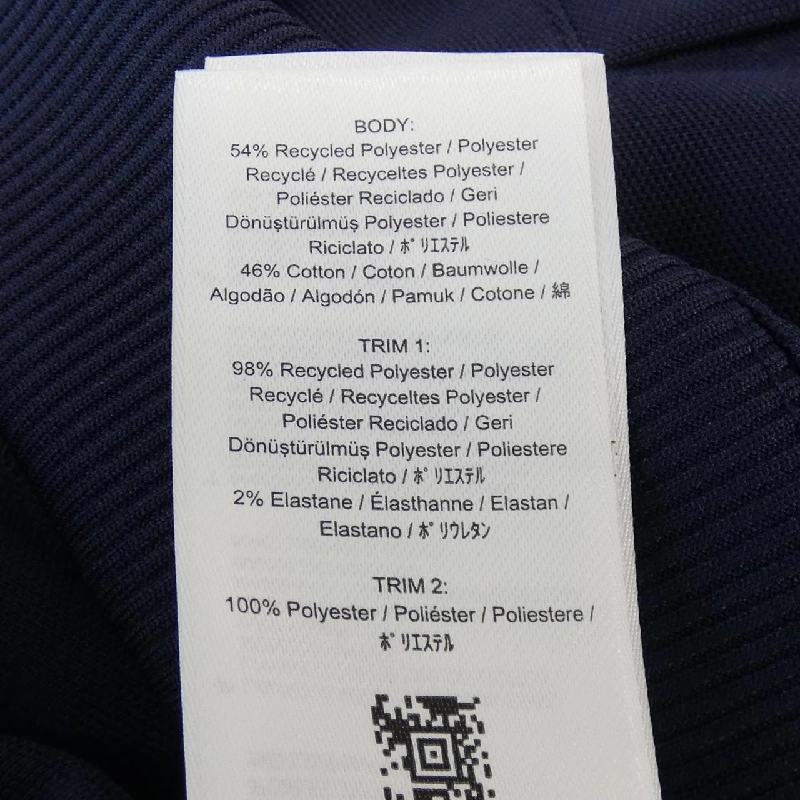 BODY:
54% Recycled Polyester / Polyester
Recyclé / Recyceltes Polyester /
Poliéster Reciclado / Geri
Dönüştürülmüş Polyester / Poliestere
Riciclato / ﾎﾟﾘｴｽﾃﾙ
46% Cotton / Coton / Baumwolle /
Algodão / Algodón / Pamuk / Cotone / 綿
TRIM 1:
98% Recycled Polyester / Polyester
Recyclé / Recyceltes Polyester /
Poliéster Reciclado / Geri
Dönüştürülmüş Polyester / Poliestere
Riciclato / ﾎﾟﾘｴｽﾃﾙ
2% Elastane / Élasthanne / Elastan /
Elastano / ﾎﾟﾘｳﾚﾀﾝ
TRIM 2:
100% Polyester / Poliéster / Poliestere /
ﾎﾟﾘｴｽﾃﾙ